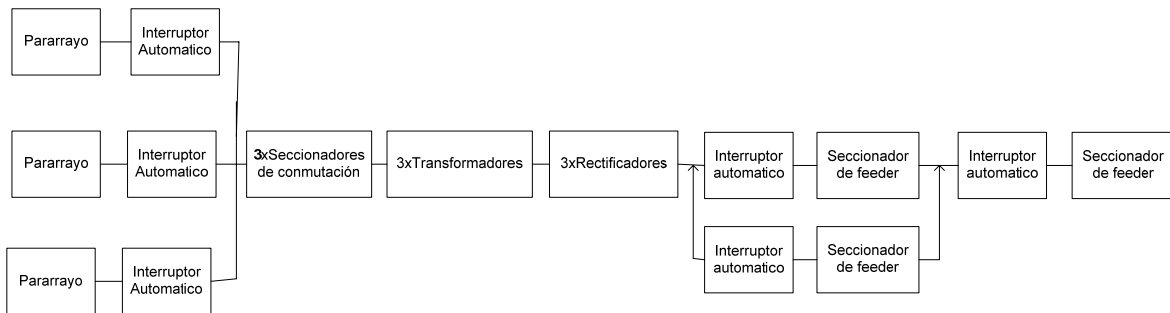 Pararrayo
Interruptor
Automatico
Pararrayo
Interruptor
Automatico
3xSeccionadores
de conmutación
3xTransformadores
3xRectificadores
Interruptor
automatico
Seccionador
de feeder
Interruptor
automatico
Seccionador
de feeder
Interruptor
automatico
Seccionador
de feeder
Pararrayo
Interruptor
Automatico